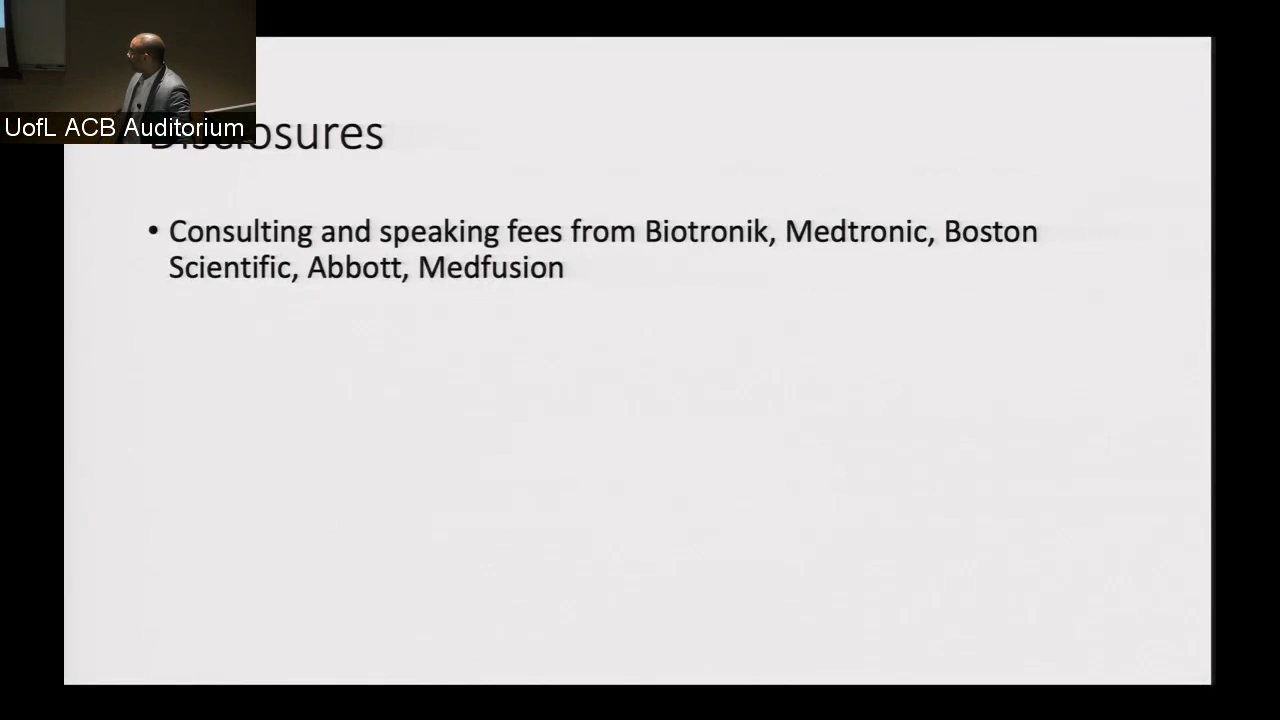 UofL ACB Auditorium
Disclosures
• Consulting and speaking fees from Biotronik, Medtronic, Boston
Scientific, Abbott, Medfusion